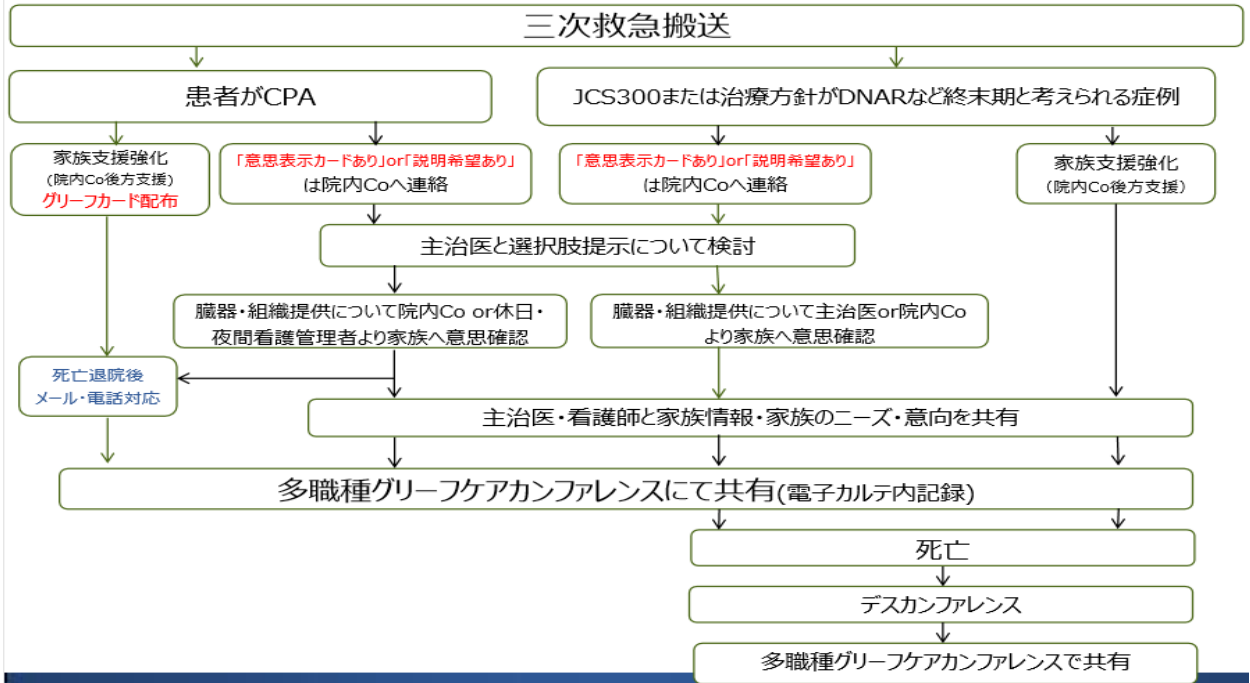 三次救急搬送
患者がCPA
JCS300または治療方針がDNARなど終末期と考えられる症例
家族支援強化
(院内Co後方支援)
グリーフカード配布
「意思表示カードあり」or「説明希望あり」
は院内Coへ連絡
「意思表示カードあり」or「説明希望あり」
は院内Coへ連絡
家族支援強化
(院内Co後方支援)
主治医と選択肢提示について検討
臓器・組織提供について院内Co or休日・
夜間看護管理者より家族へ意思確認
臓器・組織提供について主治医or院内Co
より家族へ意思確認
死亡退院後
メール・電話対応
主治医・看護師と家族情報・家族のニーズ・意向を共有
多職種グリーフケアカンファレンスにて共有(電子カルテ内記録)
死亡
デスカンファレンス
多職種グリーフケアカンファレンスで共有